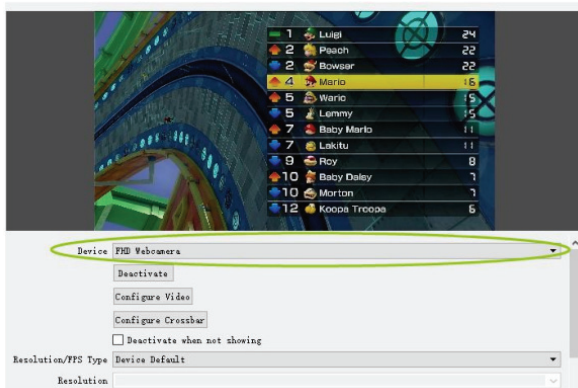 1 Luigi 24
2 Peach 22
2 Bowser 22
4 Mario 16
5 Wario 15
5 Lemmy 15
7 Baby Mario 11
7 Lakitu 11
9 Roy 8
10 Baby Daisy 7
10 Morton 7
12 Koopa Troopa 6
Device FHD Webcamera
Deactivate
Configure Video
Configure Crossbar
Deactivate when not showing
Resolution/FPS Type Device Default
Resolution